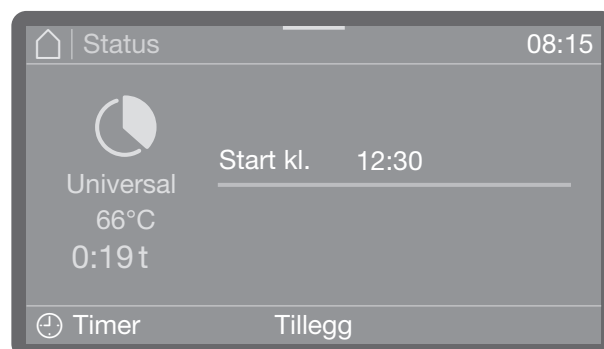 Status 08:15
Start kl. 12:30
Universal
66°C
0:19 t
Timer Tillegg